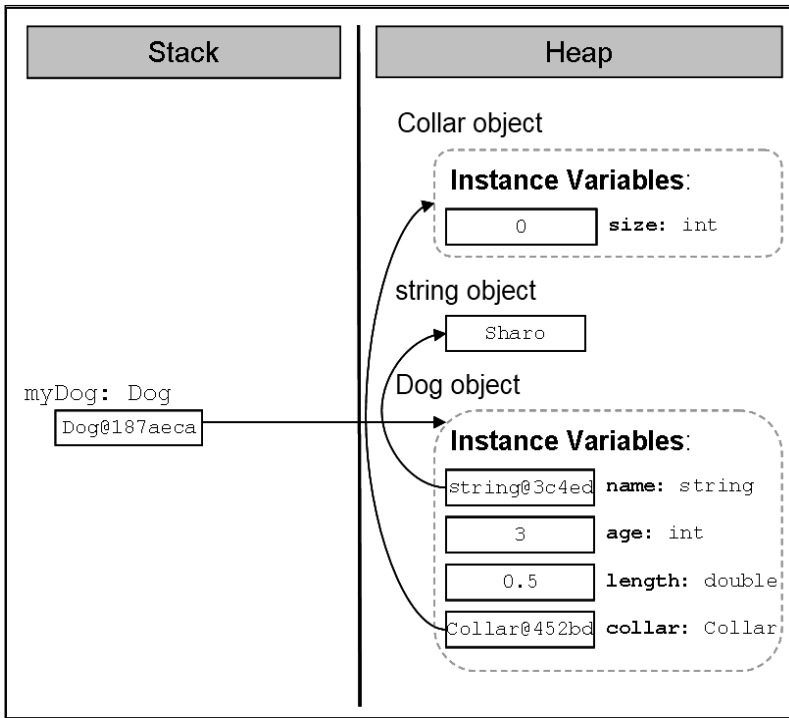 Stack
Heap
Collar object
Instance Variables:
0 size: int
string object
Sharo
myDog: Dog
Dog@187aeca
Dog object
Instance Variables:
string@3c4ed name: string
3 age: int
0.5 length: double
Collar@452bd collar: Collar